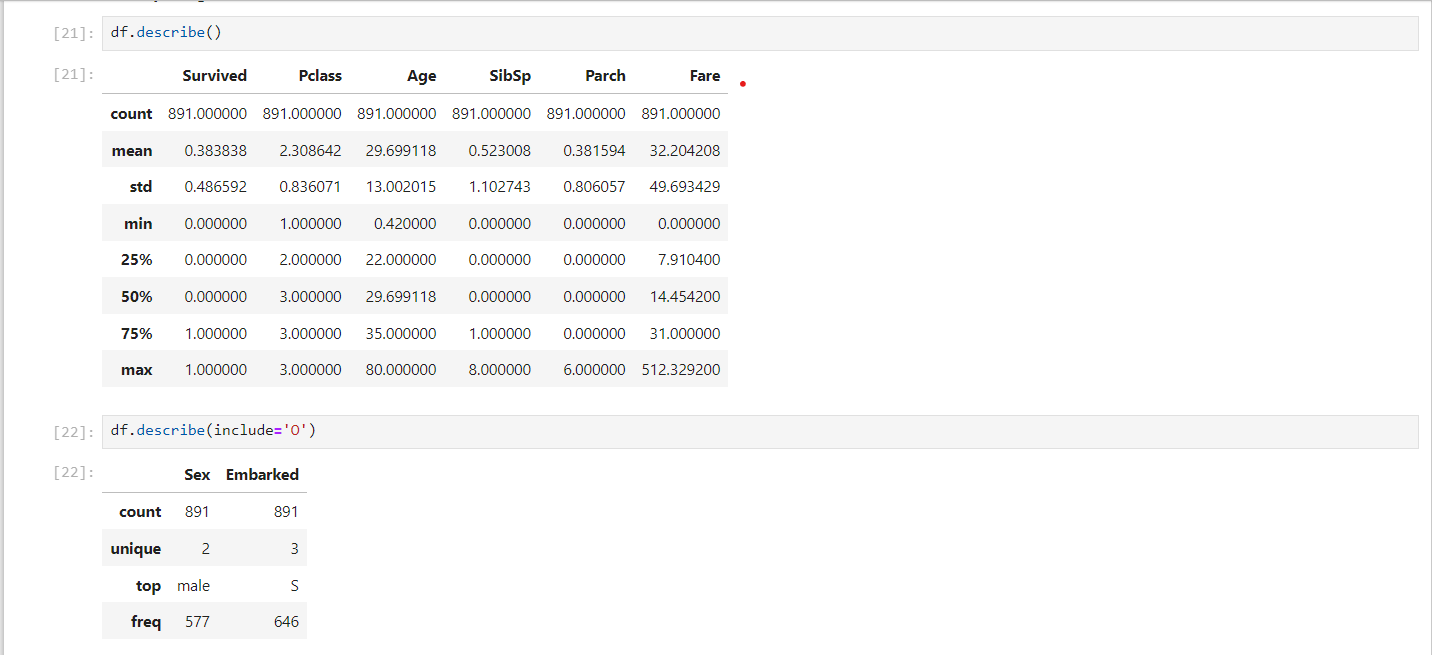 [21]: df.describe()
[21]: Survived Pclass Age SibSp Parch Fare
count 891.000000 891.000000 891.000000 891.000000 891.000000 891.000000
mean 0.383838 2.308642 29.699118 0.523008 0.381594 32.204208
std 0.486592 0.836071 13.002015 1.102743 0.806057 49.693429
min 0.000000 1.000000 0.420000 0.000000 0.000000 0.000000
25% 0.000000 2.000000 22.000000 0.000000 0.000000 7.910400
50% 0.000000 3.000000 29.699118 0.000000 0.000000 14.454200
75% 1.000000 3.000000 35.000000 1.000000 0.000000 31.000000
max 1.000000 3.000000 80.000000 8.000000 6.000000 512.329200
[22]: df.describe(include='O')
[22]: Sex Embarked
count 891 891
unique 2 3
top male S
freq 577 646